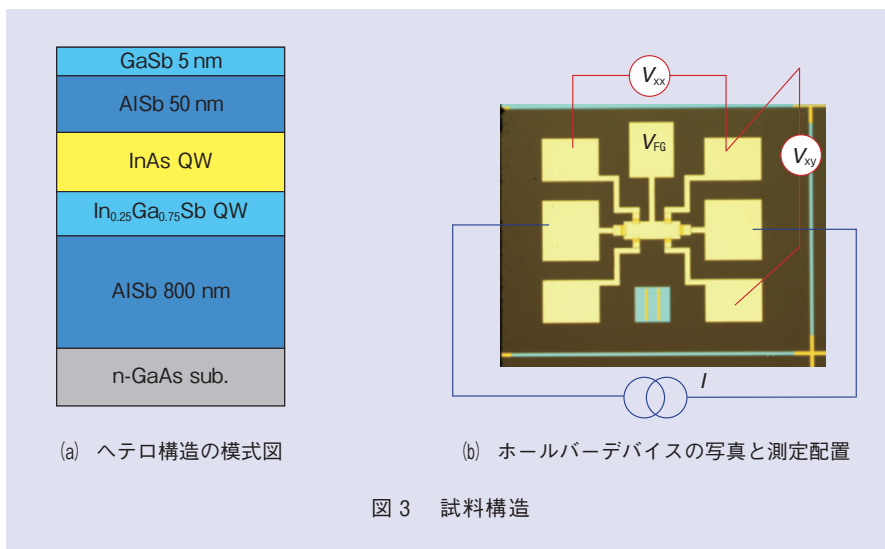 GaSb 5 nm
AlSb 50 nm
InAs QW
In0.25Ga0.75Sb QW
AlSb 800 nm
n-GaAs sub.
(a) ヘテロ構造の模式図
Vxx
VFG
Vxy
I
(b) ホールバーデバイスの写真と測定配置
図 3 試料構造